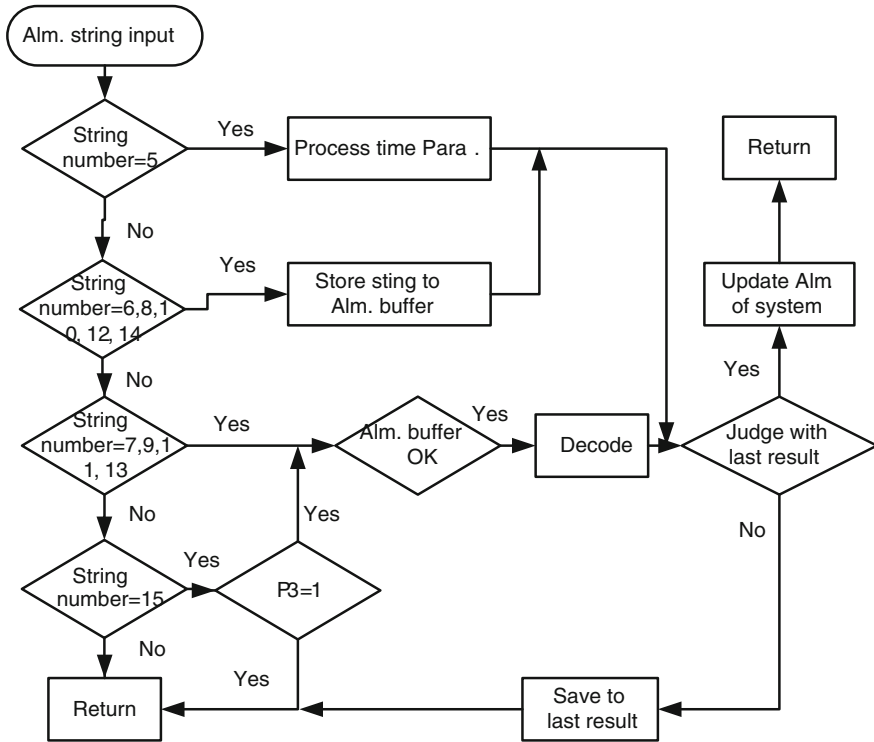 Alm. string input
String
number=5
Yes
Process time Para .
Return
No
String
number=6,8,1
0, 12, 14
Yes
Store sting to
Alm. buffer
Update Alm.
of system
No
Yes
String
number=7,9,1
1, 13
Yes
Alm. buffer
OK
Yes
Decode
Judge with
last result
No
Yes
No
String
number=15
Yes
P3=1
No
Yes
Return
Save to
last result